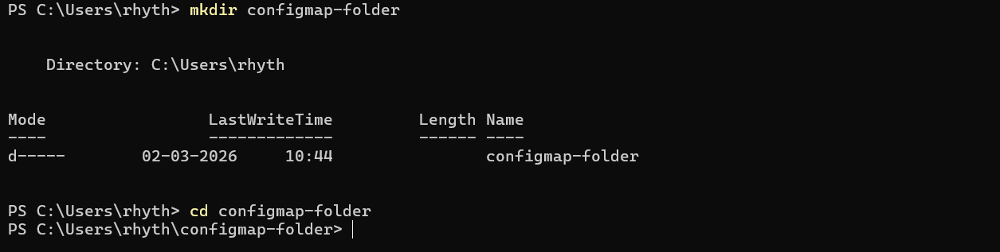 PS C:\Users\rhyth> mkdir configmap-folder
Directory: C:\Users\rhyth
Mode LastWriteTime Length Name
---- ------------- ------ ----
d----- 02-03-2026 10:44 configmap-folder
PS C:\Users\rhyth> cd configmap-folder
PS C:\Users\rhyth\configmap-folder>